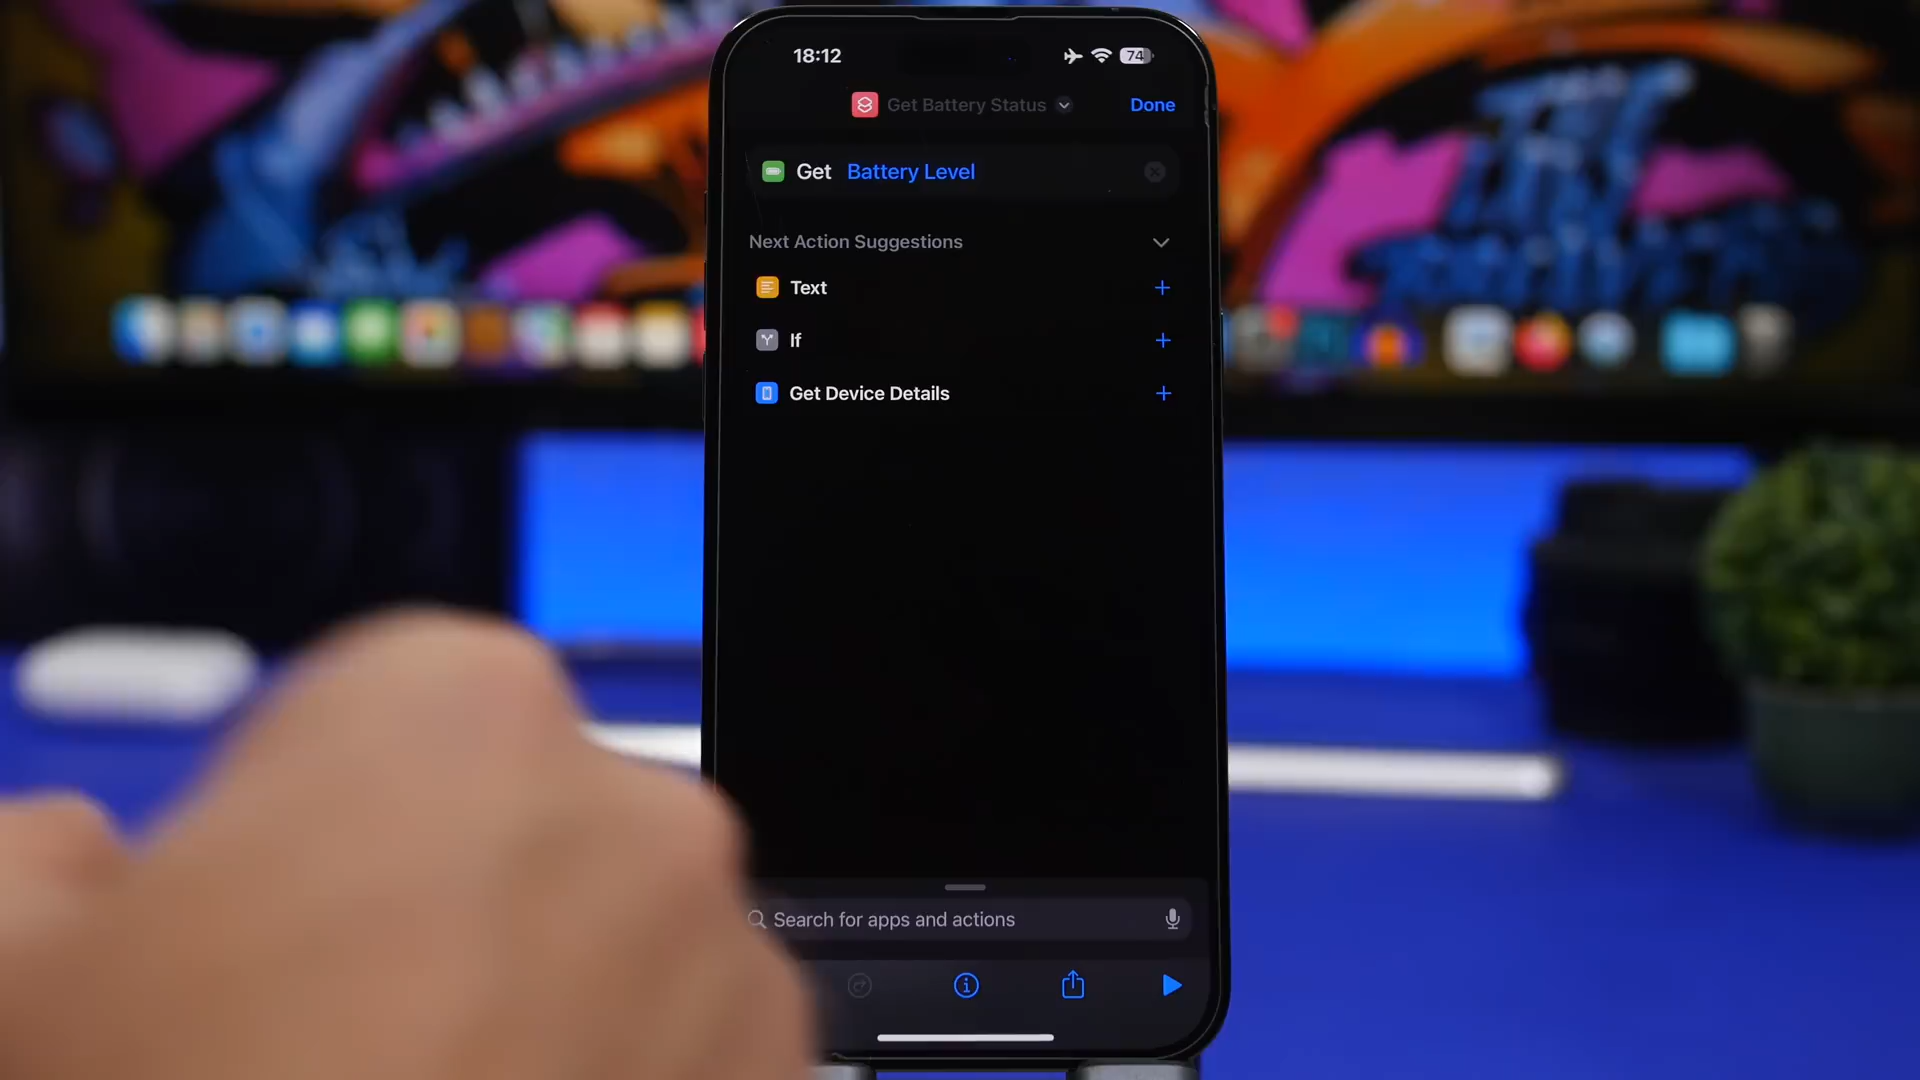 18:12
74
Get Battery Status
Done
Get Battery Level
Next Action Suggestions
Text
If
Get Device Details
Search for apps and actions